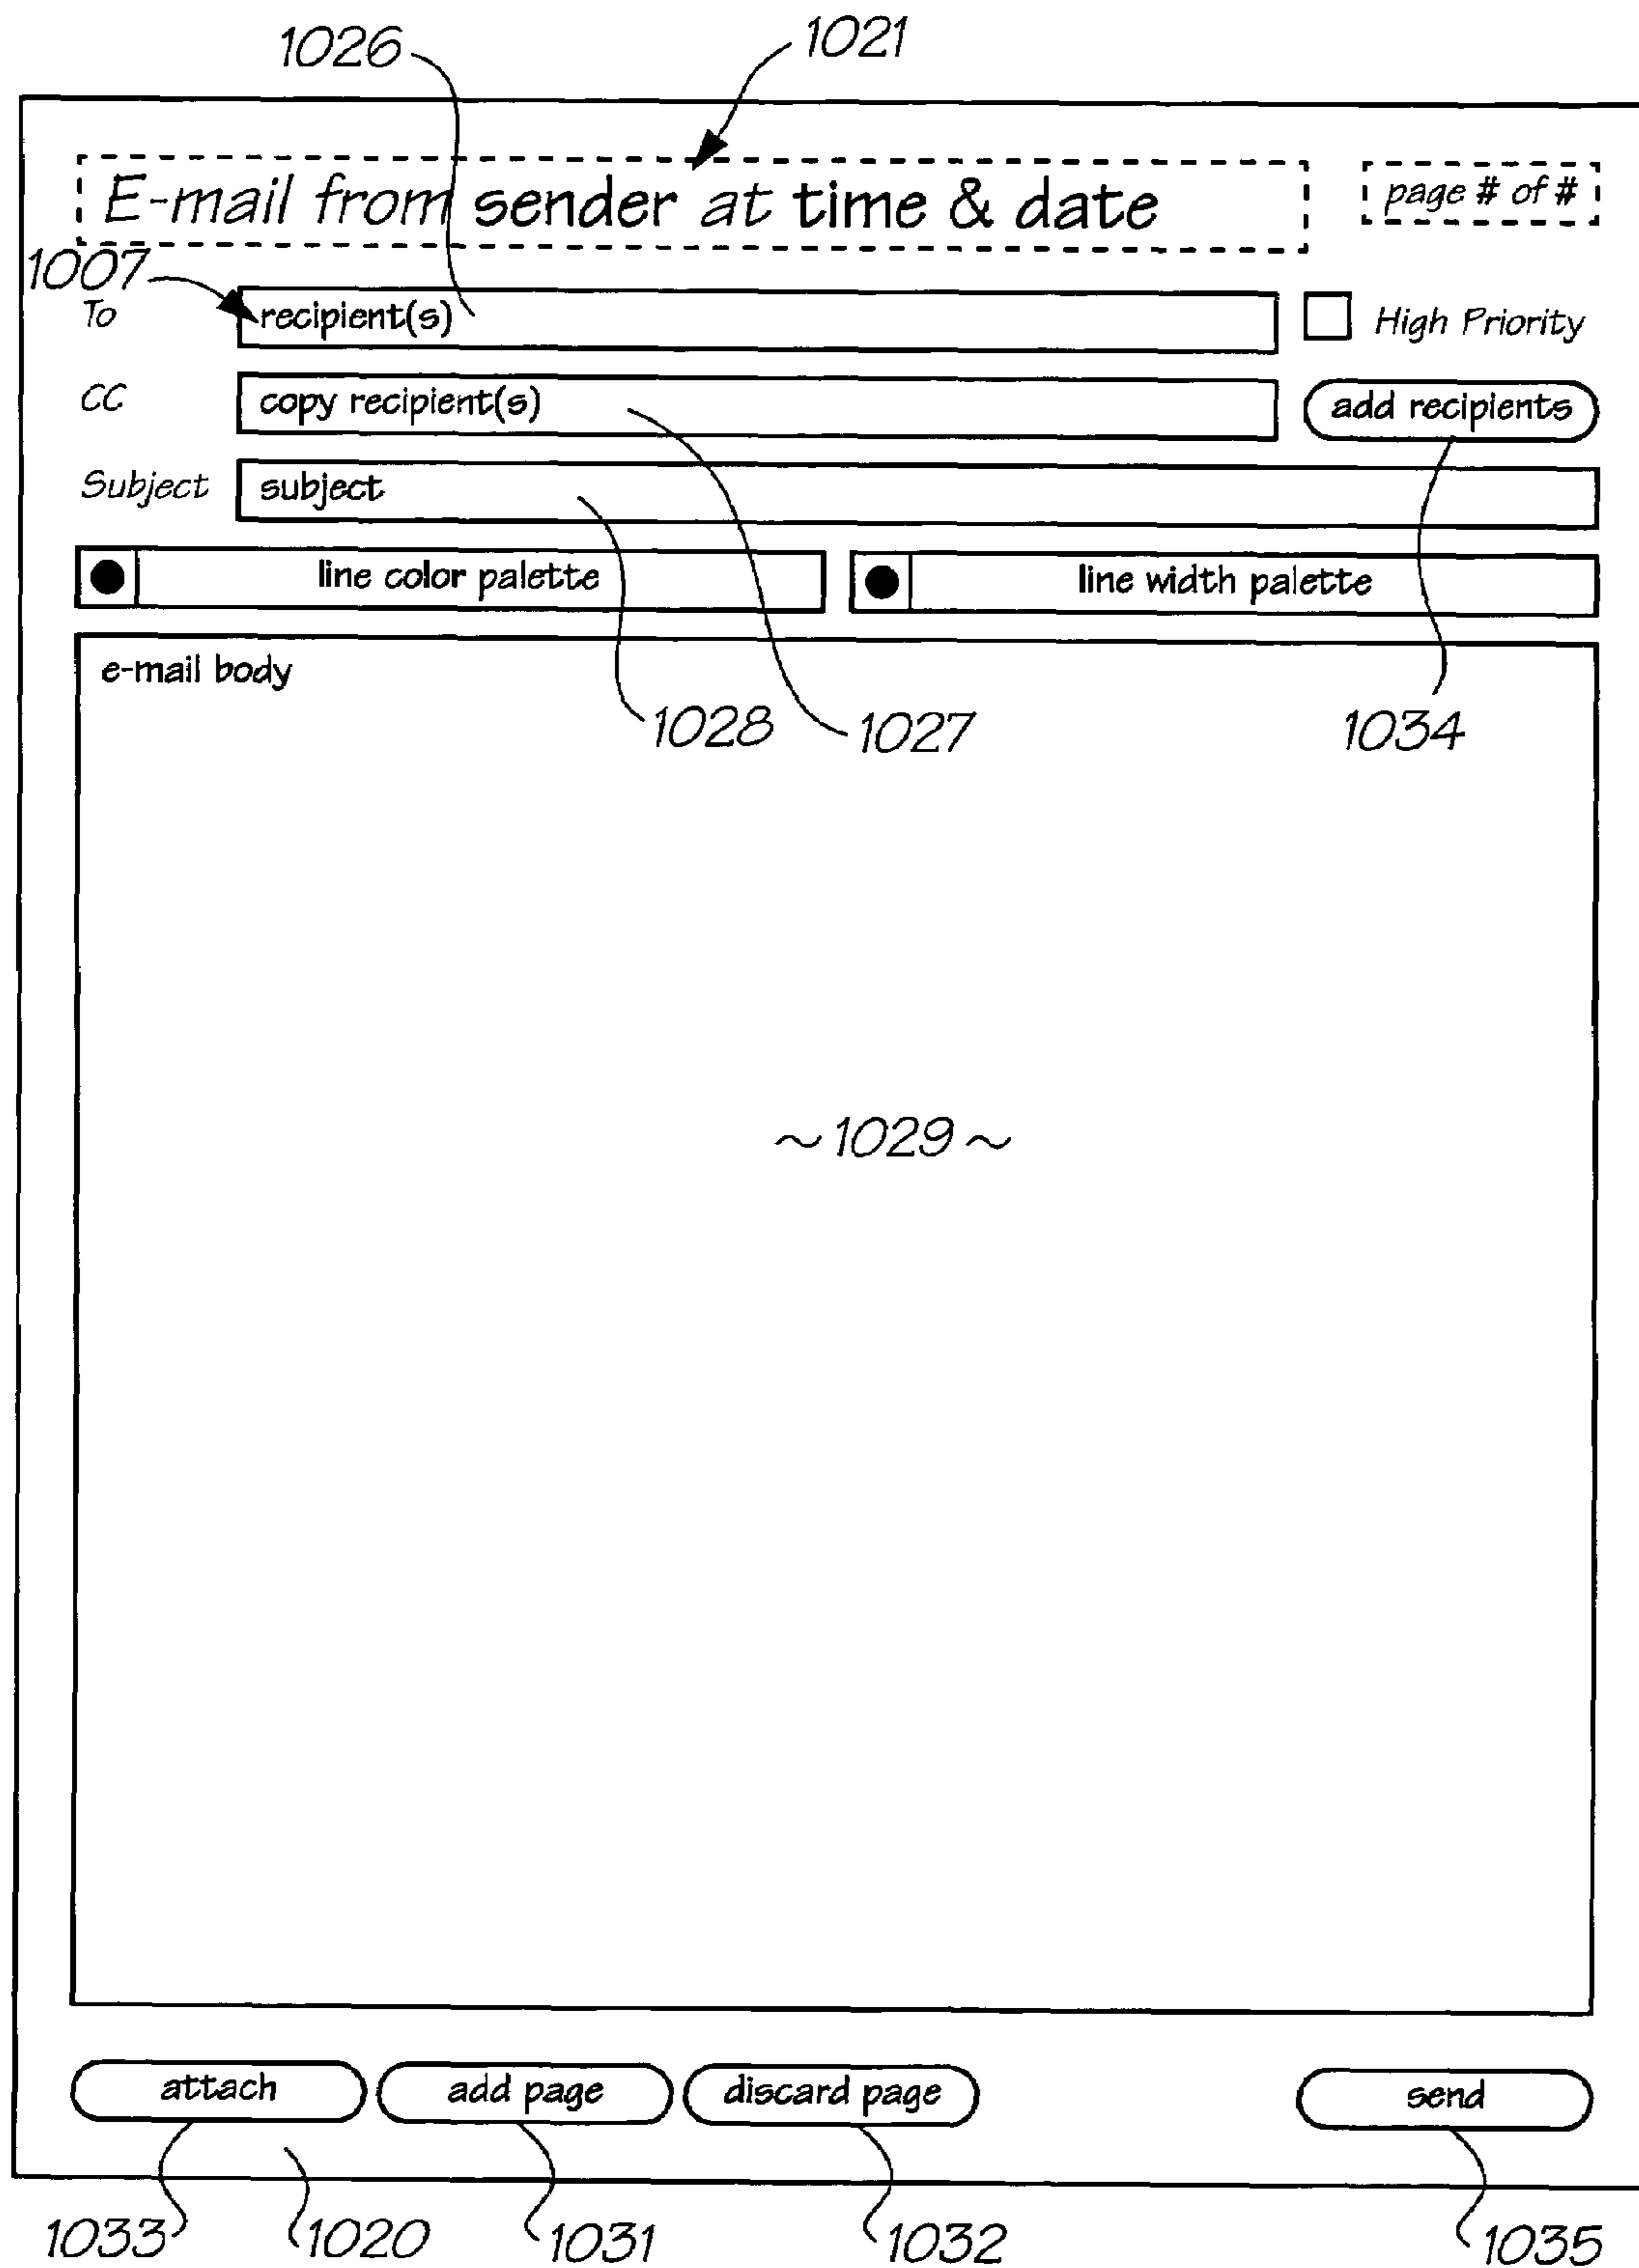 1026 1021
E-mail from sender at time & date page # of #
1007
To recipient(s) High Priority
CC copy recipient(s) add recipients
Subject subject
line color palette line width palette
e-mail body
1028 1027 1034
~1029~
attach add page discard page send
1033 1020 1031 1032 1035